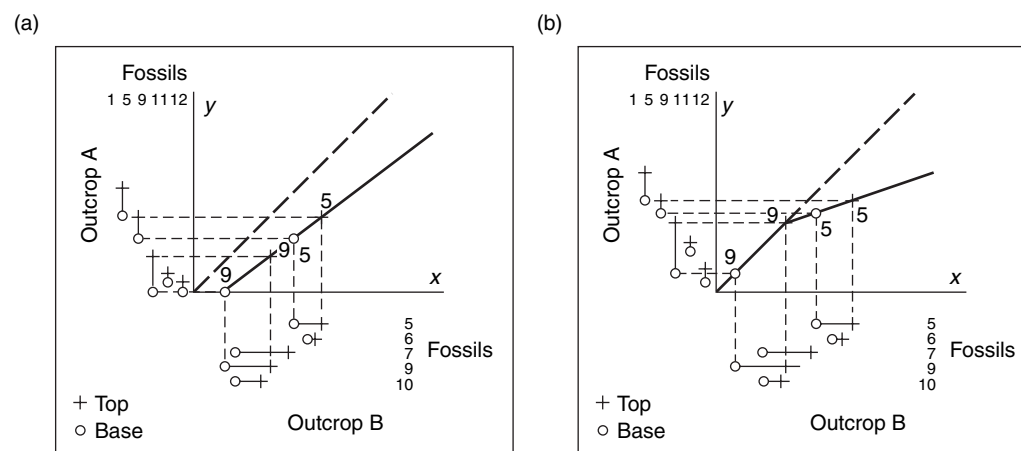 (a)
Fossils
1 5 9 11 12
y
Outcrop A
5
9
5
9
x
5
6
7
9
10
Fossils
Top
Base
Outcrop B
(b)
Fossils
1 5 9 11 12
y
Outcrop A
9
5
5
9
x
5
6
7
9
10
Fossils
Top
Base
Outcrop B